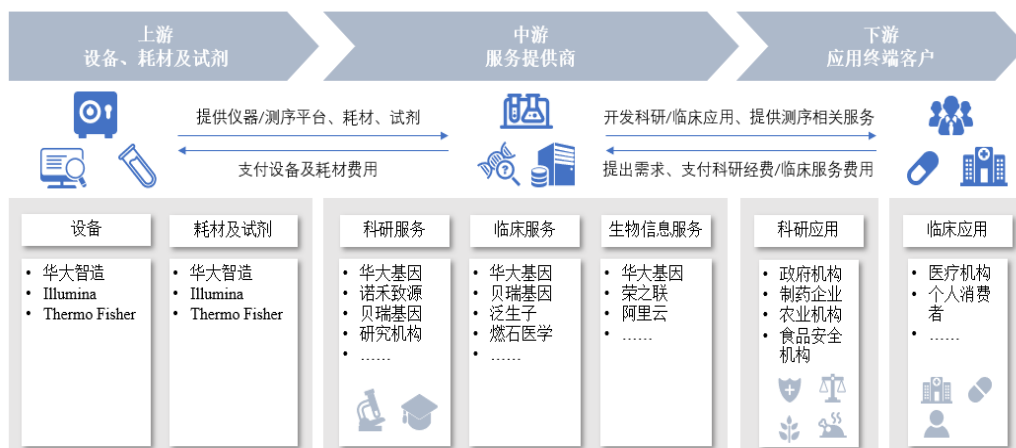 上游
设备、耗材及试剂
中游
服务提供商
下游
应用终端客户
提供仪器/测序平台、耗材、试剂
支付设备及耗材费用
开发科研/临床应用、提供测序相关服务
提出需求、支付科研经费/临床服务费用
设备
• 华大智造
• Illumina
• Thermo Fisher
耗材及试剂
• 华大智造
• Illumina
• Thermo Fisher
科研服务
• 华大基因
• 诺禾致源
• 贝瑞基因
• 研究机构
• ……
临床服务
• 华大基因
• 贝瑞基因
• 泛生子
• 燃石医学
• ……
生物信息服务
• 华大基因
• 荣之联
• 阿里云
• ……
科研应用
• 政府机构
• 制药企业
• 农业机构
• 食品安全
机构
临床应用
• 医疗机构
• 个人消费
者
• ……